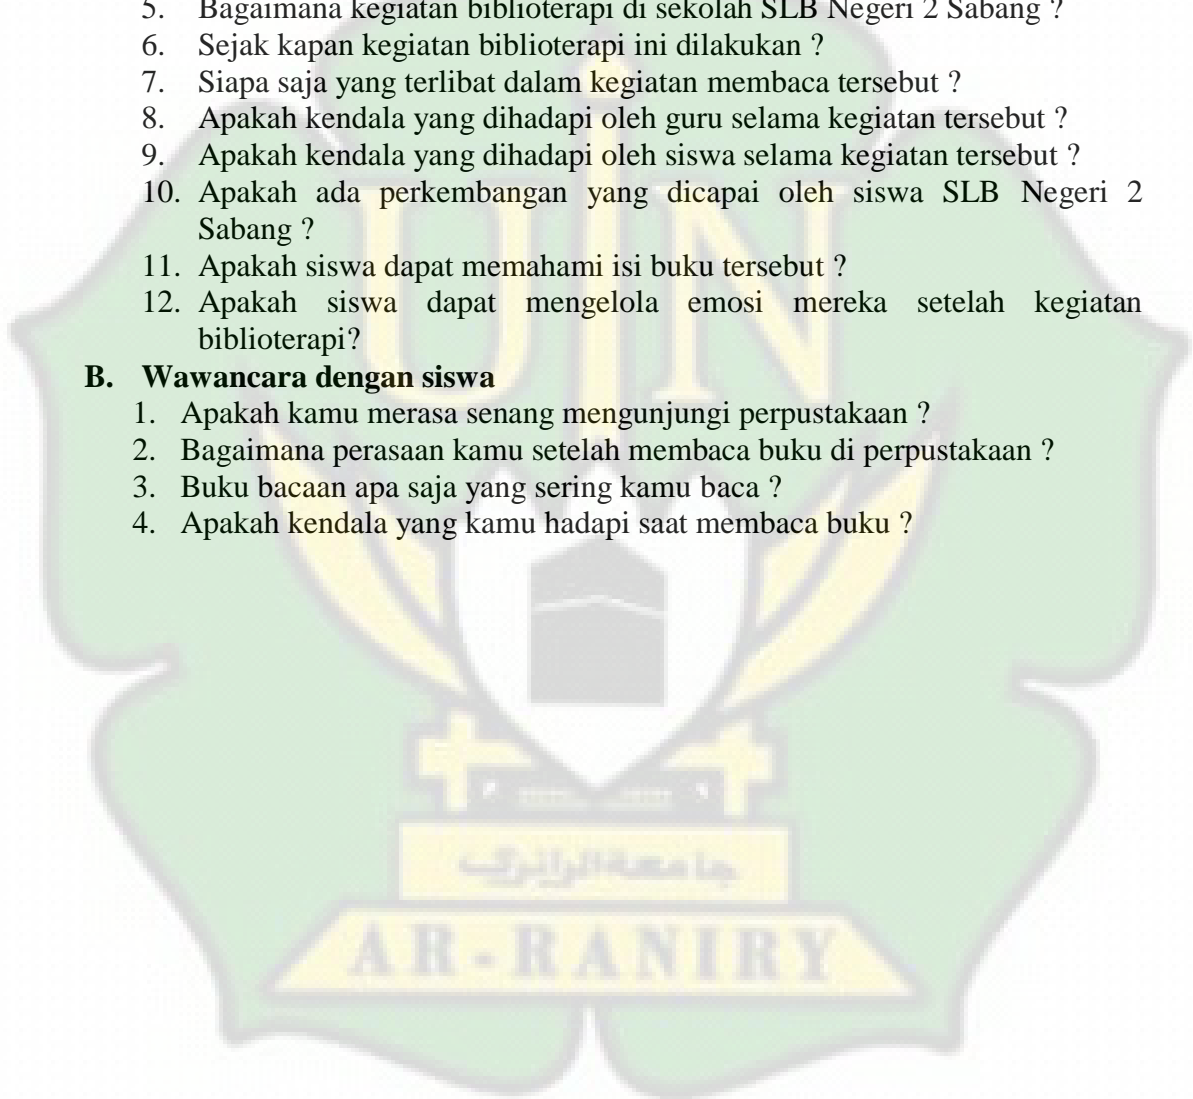 5. Bagaimana kegiatan biblioterapi di sekolah SLB Negeri 2 Sabang ?
6. Sejak kapan kegiatan biblioterapi ini dilakukan ?
7. Siapa saja yang terlibat dalam kegiatan membaca tersebut ?
8. Apakah kendala yang dihadapi oleh guru selama kegiatan tersebut ?
9. Apakah kendala yang dihadapi oleh siswa selama kegiatan tersebut ?
10. Apakah ada perkembangan yang dicapai oleh siswa SLB Negeri 2
Sabang ?
11. Apakah siswa dapat memahami isi buku tersebut ?
12. Apakah siswa dapat mengelola emosi mereka setelah kegiatan
biblioterapi?
B. Wawancara dengan siswa
1. Apakah kamu merasa senang mengunjungi perpustakaan ?
2. Bagaimana perasaan kamu setelah membaca buku di perpustakaan ?
3. Buku bacaan apa saja yang sering kamu baca ?
4. Apakah kendala yang kamu hadapi saat membaca buku ?
UIN
جامعة الرانري
AR-RANIRY